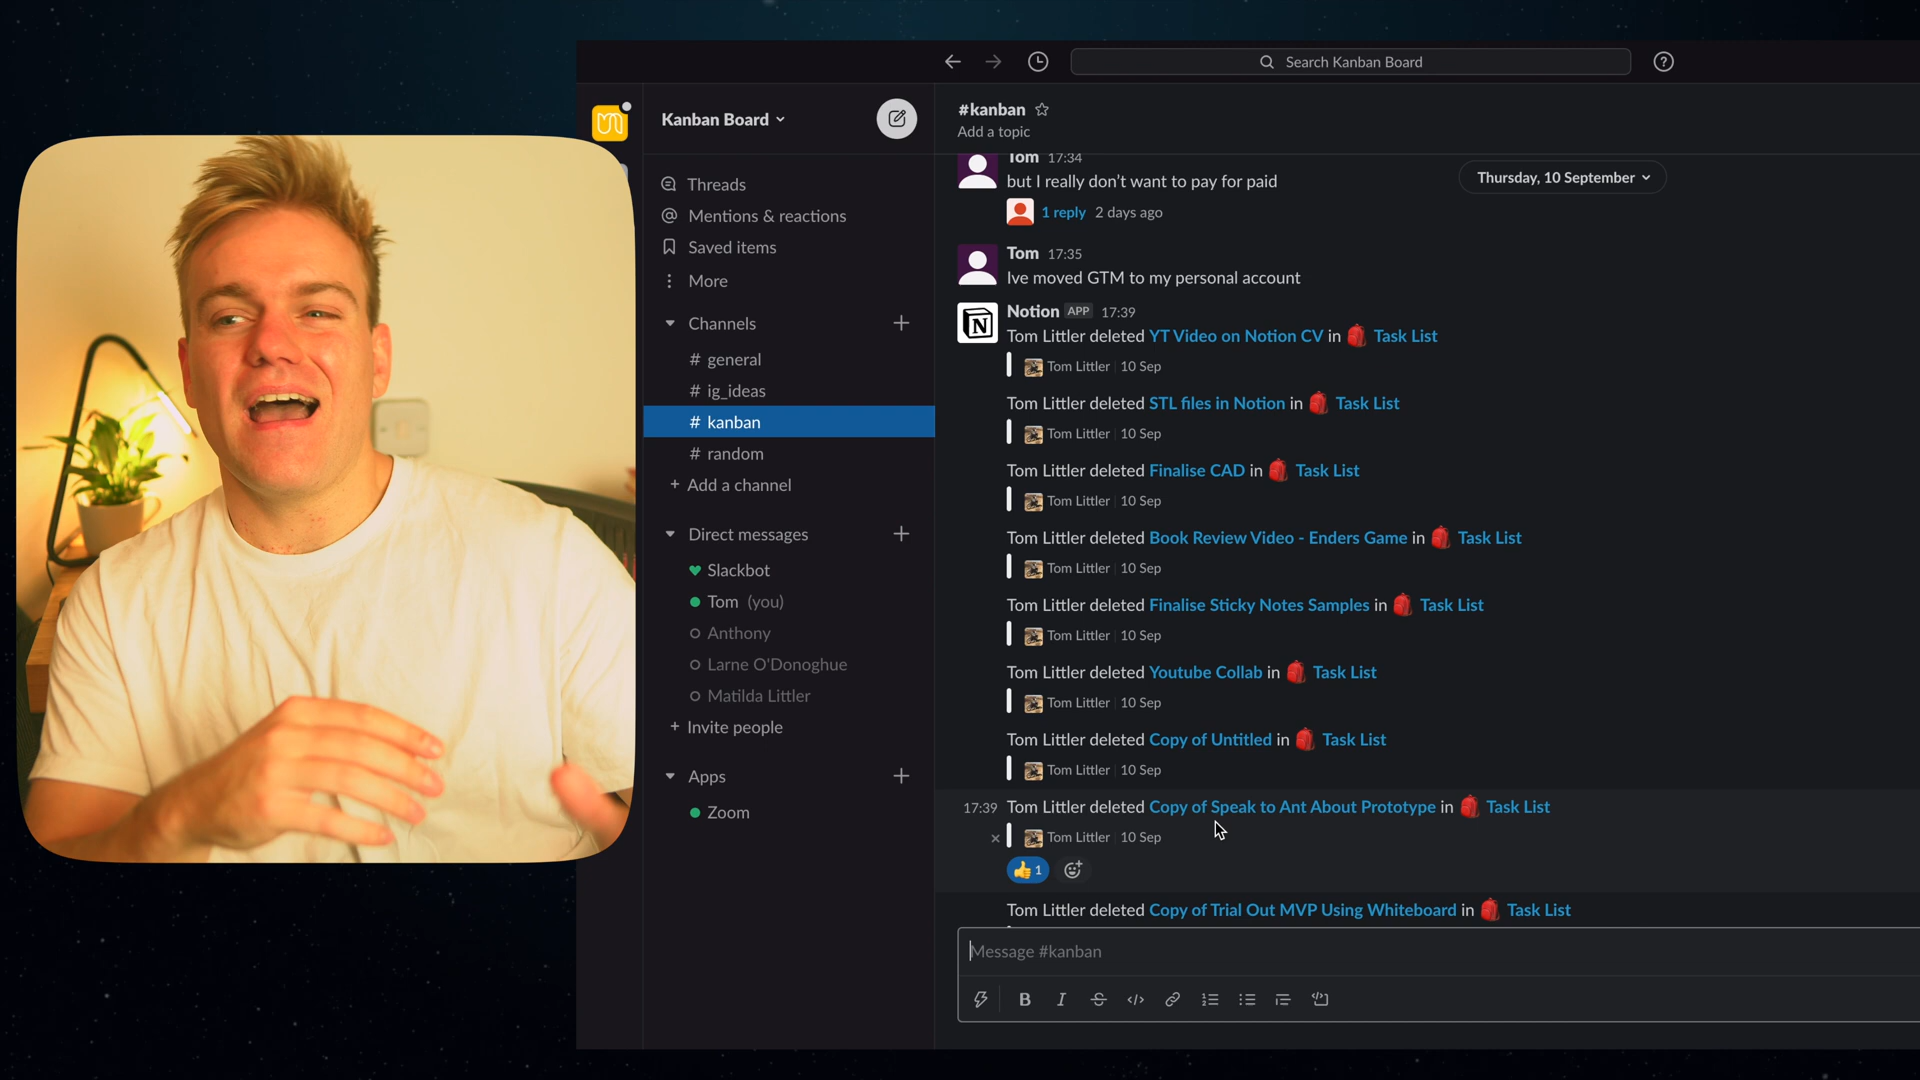 Search Kanban Board
Kanban Board
#kanban
Add a topic
Threads
Mentions & reactions
Saved items
More
Channels
# general
# ig_ideas
# kanban
# random
+ Add a channel
Direct messages
Slackbot
Tom (you)
Anthony
Larne O'Donoghue
Matilda Littler
+ Invite people
Apps
Zoom
Tom 17:34
Thursday, 10 September
but I really don't want to pay for paid
1 reply 2 days ago
Tom 17:35
Ive moved GTM to my personal account
Notion APP 17:39
Tom Littler deleted YT Video on Notion CV in Task List
Tom Littler | 10 Sep
Tom Littler deleted STL files in Notion in Task List
Tom Littler | 10 Sep
Tom Littler deleted Finalise CAD in Task List
Tom Littler | 10 Sep
Tom Littler deleted Book Review Video - Enders Game in Task List
Tom Littler | 10 Sep
Tom Littler deleted Finalise Sticky Notes Samples in Task List
Tom Littler | 10 Sep
Tom Littler deleted Youtube Collab in Task List
Tom Littler | 10 Sep
Tom Littler deleted Copy of Untitled in Task List
Tom Littler | 10 Sep
17:39 Tom Littler deleted Copy of Speak to Ant About Prototype in Task List
Tom Littler | 10 Sep
1
Tom Littler deleted Copy of Trial Out MVP Using Whiteboard in Task List
Message #kanban